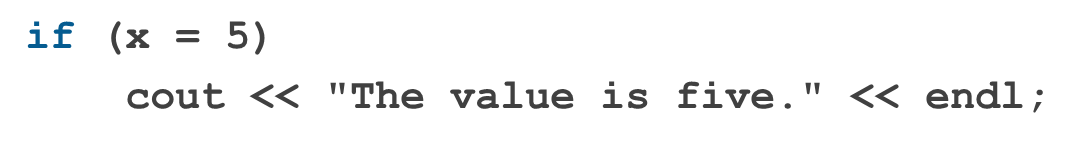 if (x = 5)
    cout << "The value is five." << endl;